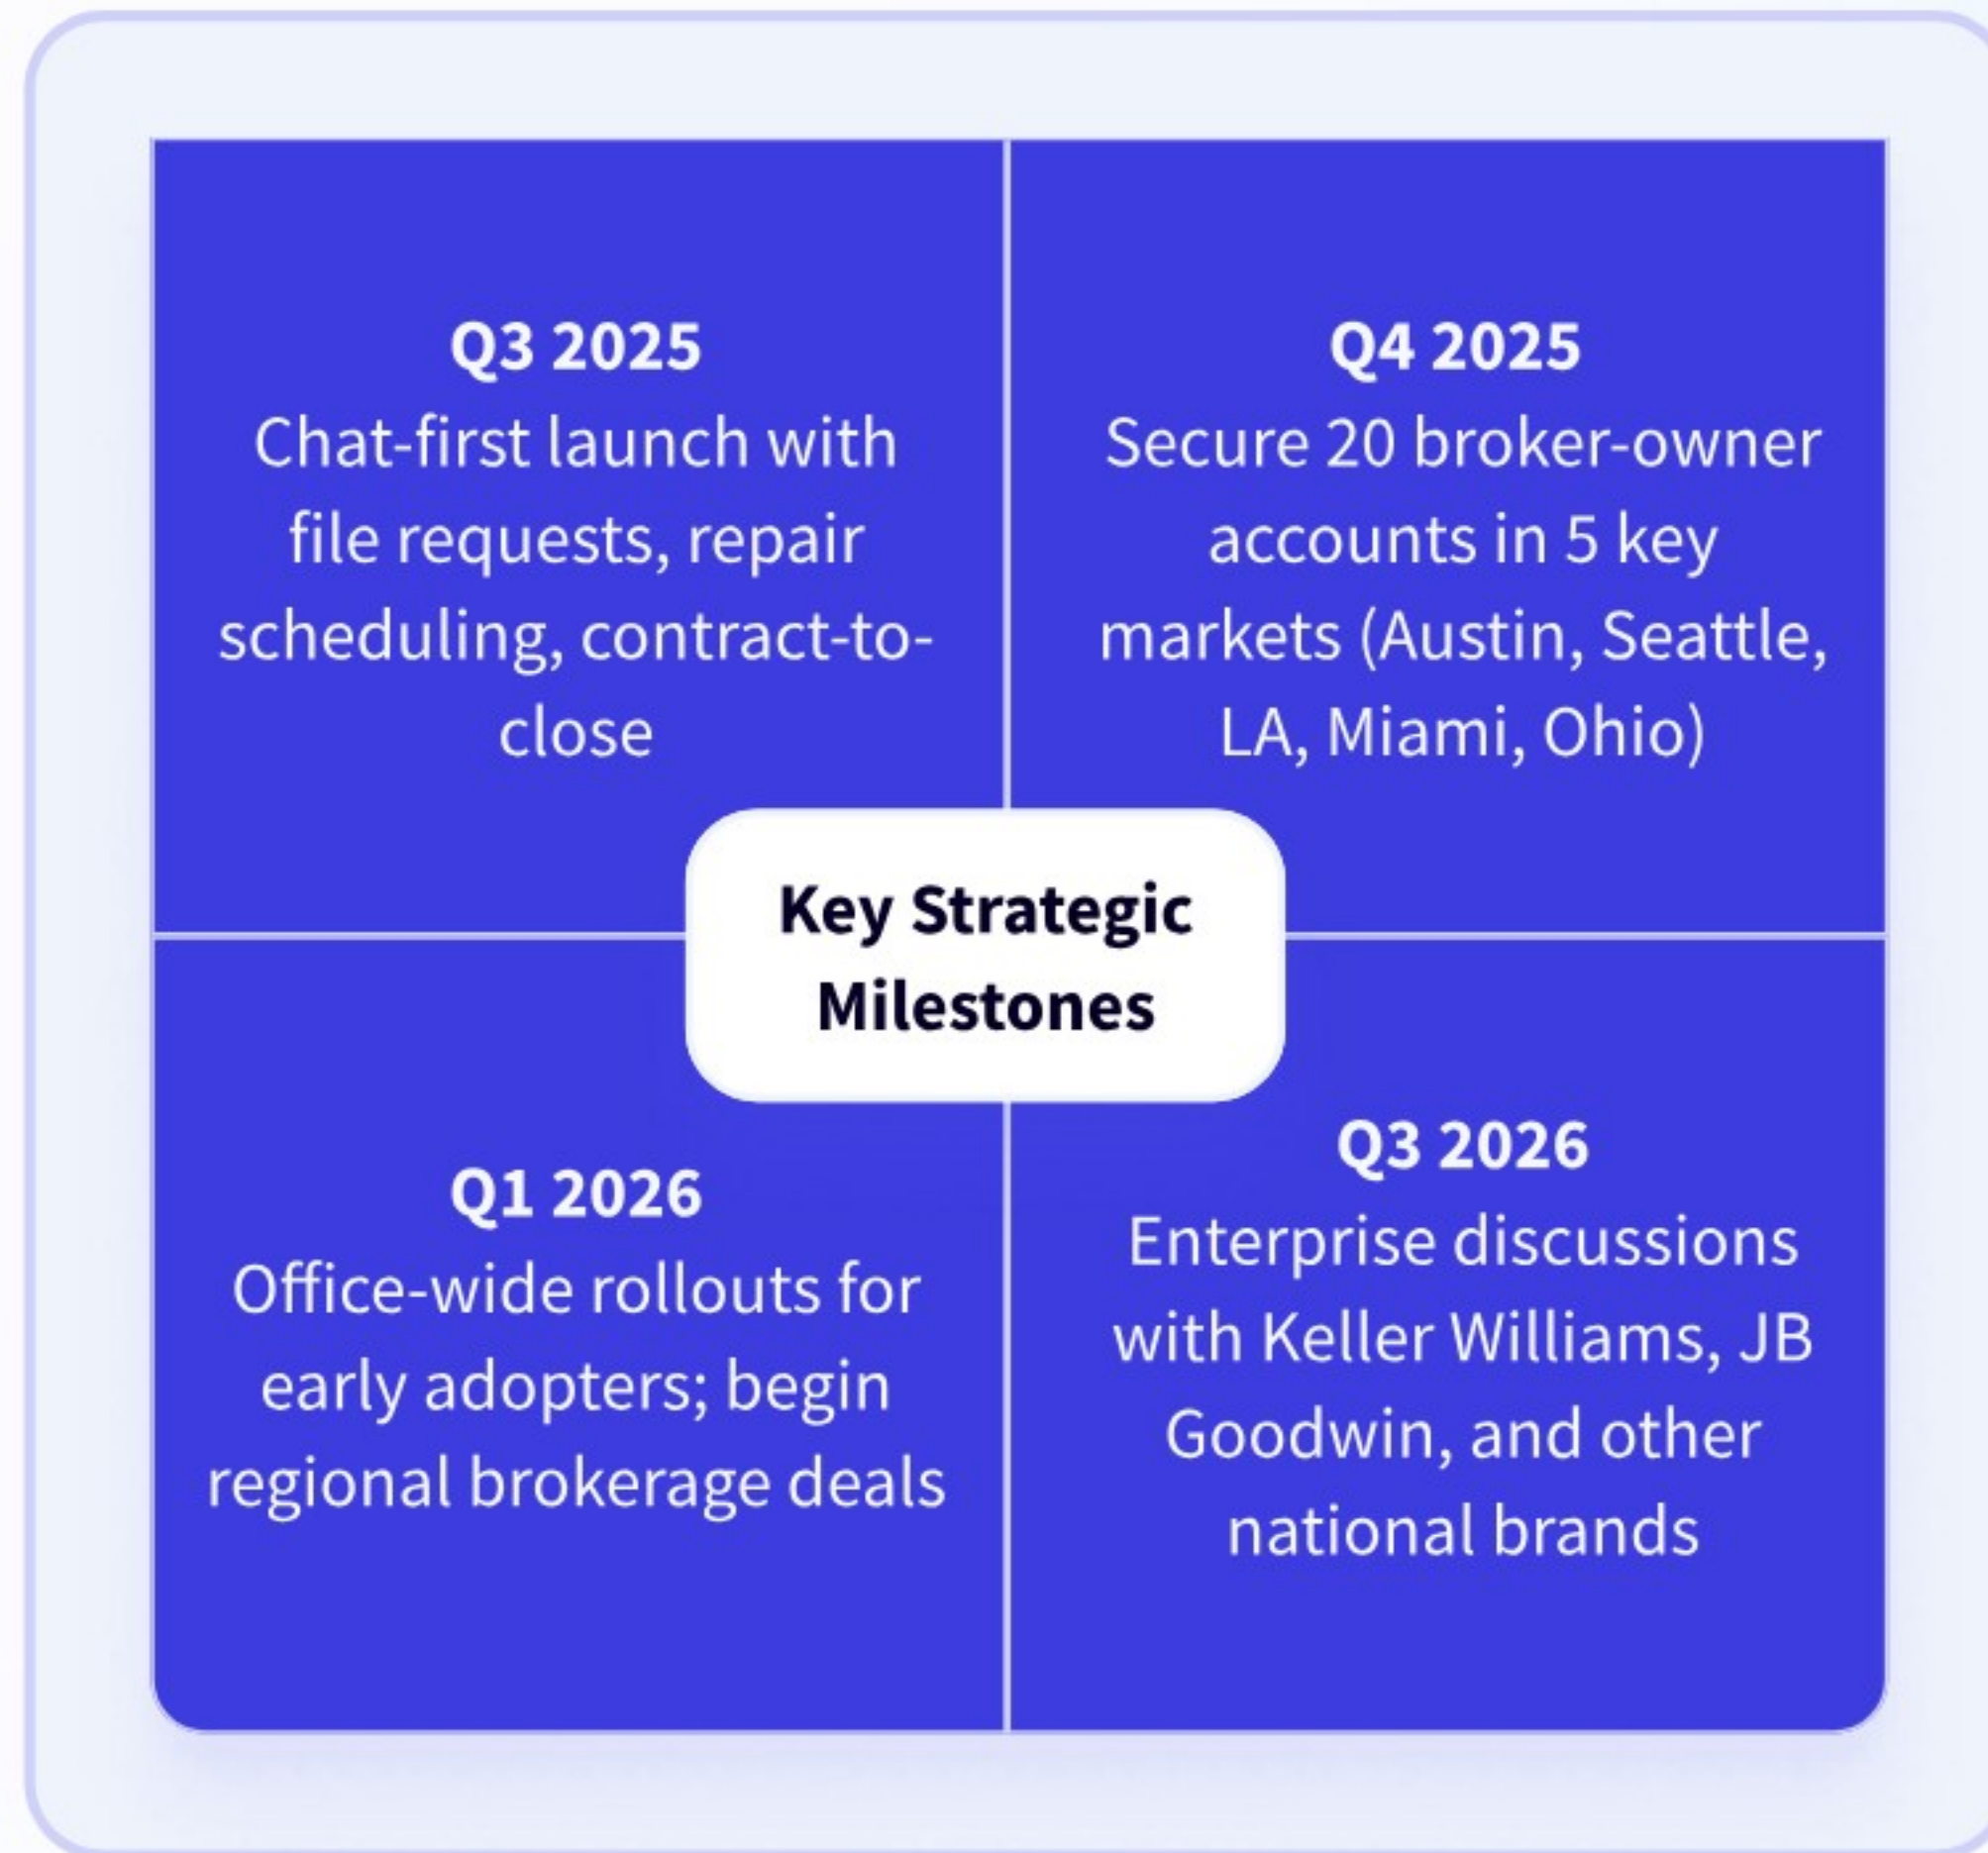 Q3 2025
Chat-first launch with
file requests, repair
scheduling, contract-to-
close
Q4 2025
Secure 20 broker-owner
accounts in 5 key
markets (Austin, Seattle,
LA, Miami, Ohio)
Key Strategic
Milestones
Q1 2026
Office-wide rollouts for
early adopters; begin
regional brokerage deals
Q3 2026
Enterprise discussions
with Keller Williams, JB
Goodwin, and other
national brands